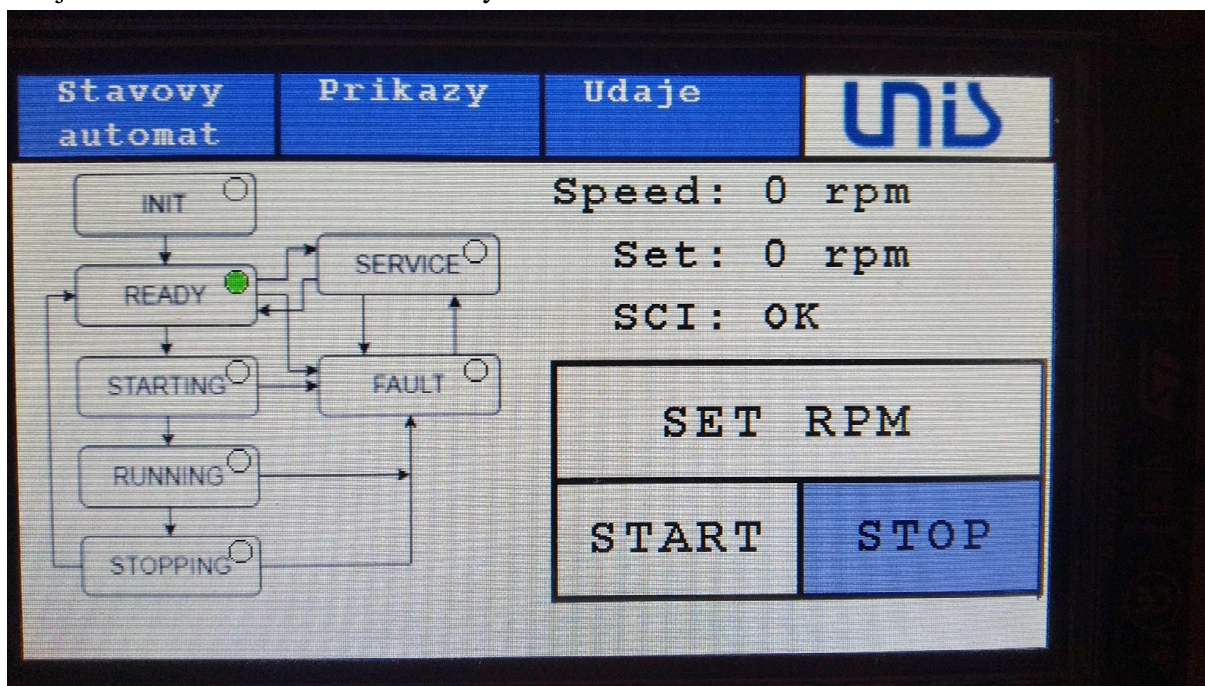 Stavovy
automat
Prikazy
Udaje
unis
INIT
READY
SERVICE
STARTING
FAULT
RUNNING
STOPPING
Speed: 0 rpm
Set: 0 rpm
SCI: OK
SET RPM
START
STOP